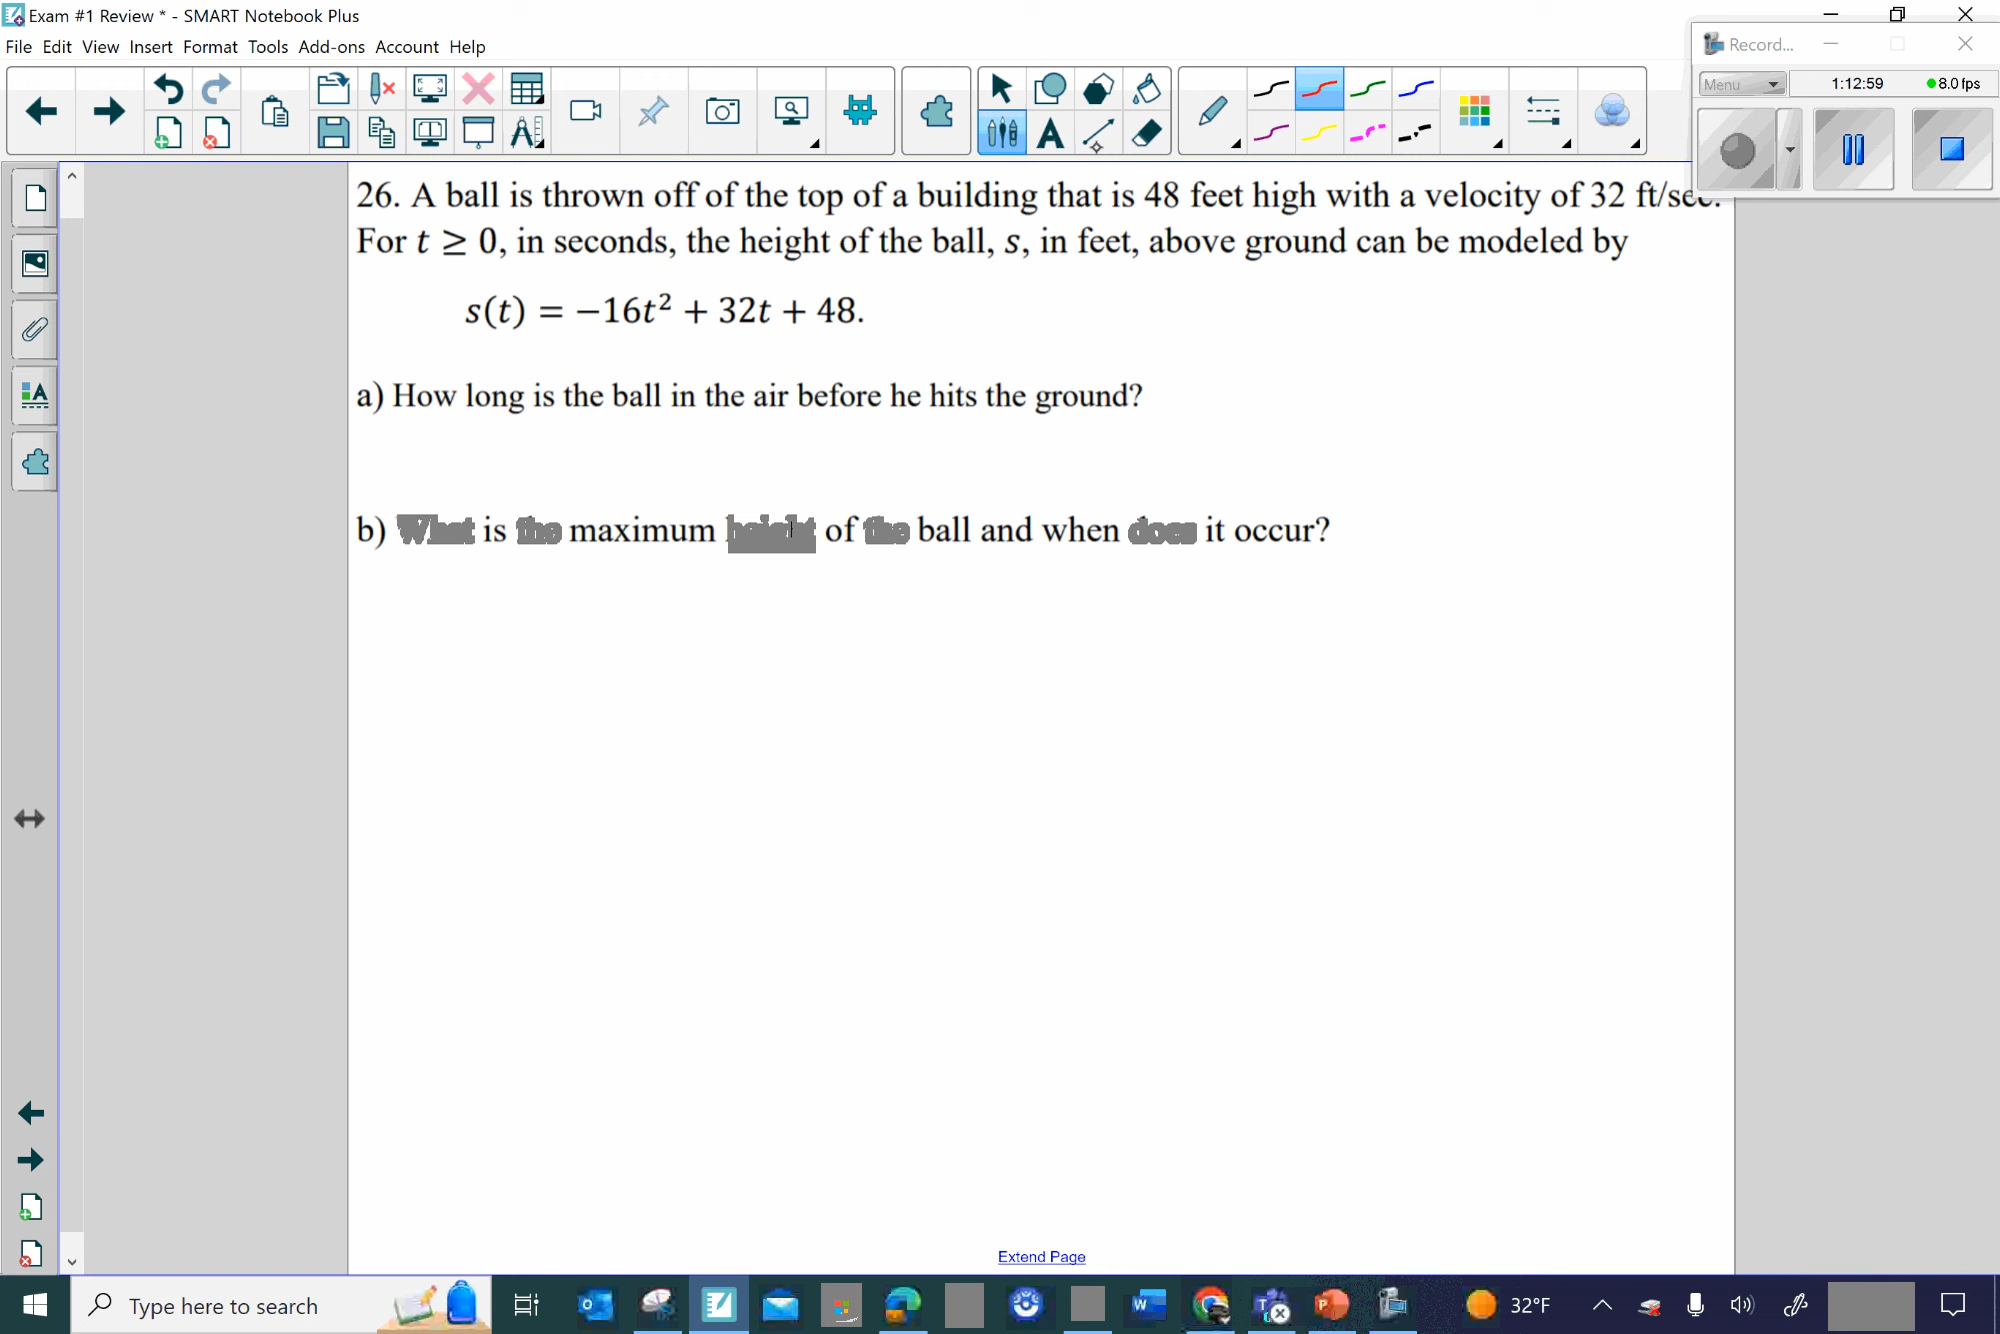 Exam #1 Review * - SMART Notebook Plus
File Edit View Insert Format Tools Add-ons Account Help
Record...
Menu 1:12:59 8.0 fps
26. A ball is thrown off of the top of a building that is 48 feet high with a velocity of 32 ft/sec.
For t ≥ 0, in seconds, the height of the ball, s, in feet, above ground can be modeled by
s(t) = −16t² + 32t + 48.
a) How long is the ball in the air before he hits the ground?
b) What is the maximum height of the ball and when does it occur?
Extend Page
Type here to search
32°F